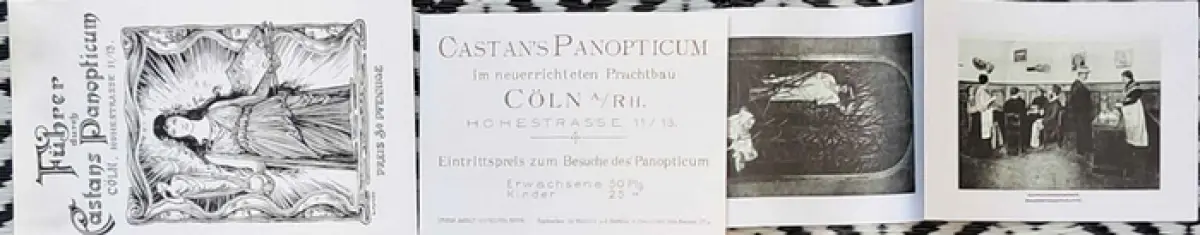 Führer
durch
Castans Panopticum
CÖLN, HOHESTRASSE 11/13.
PREIS 30 PFENNIGE
CASTAN'S PANOPTICUM
im neuerrichteten Prachtbau
CÖLN A/RH.
HOHESTRASSE 11/13.
Eintrittspreis zum Besuche des Panopticum
Erwachsene 50 Pfg
Kinder 25 "